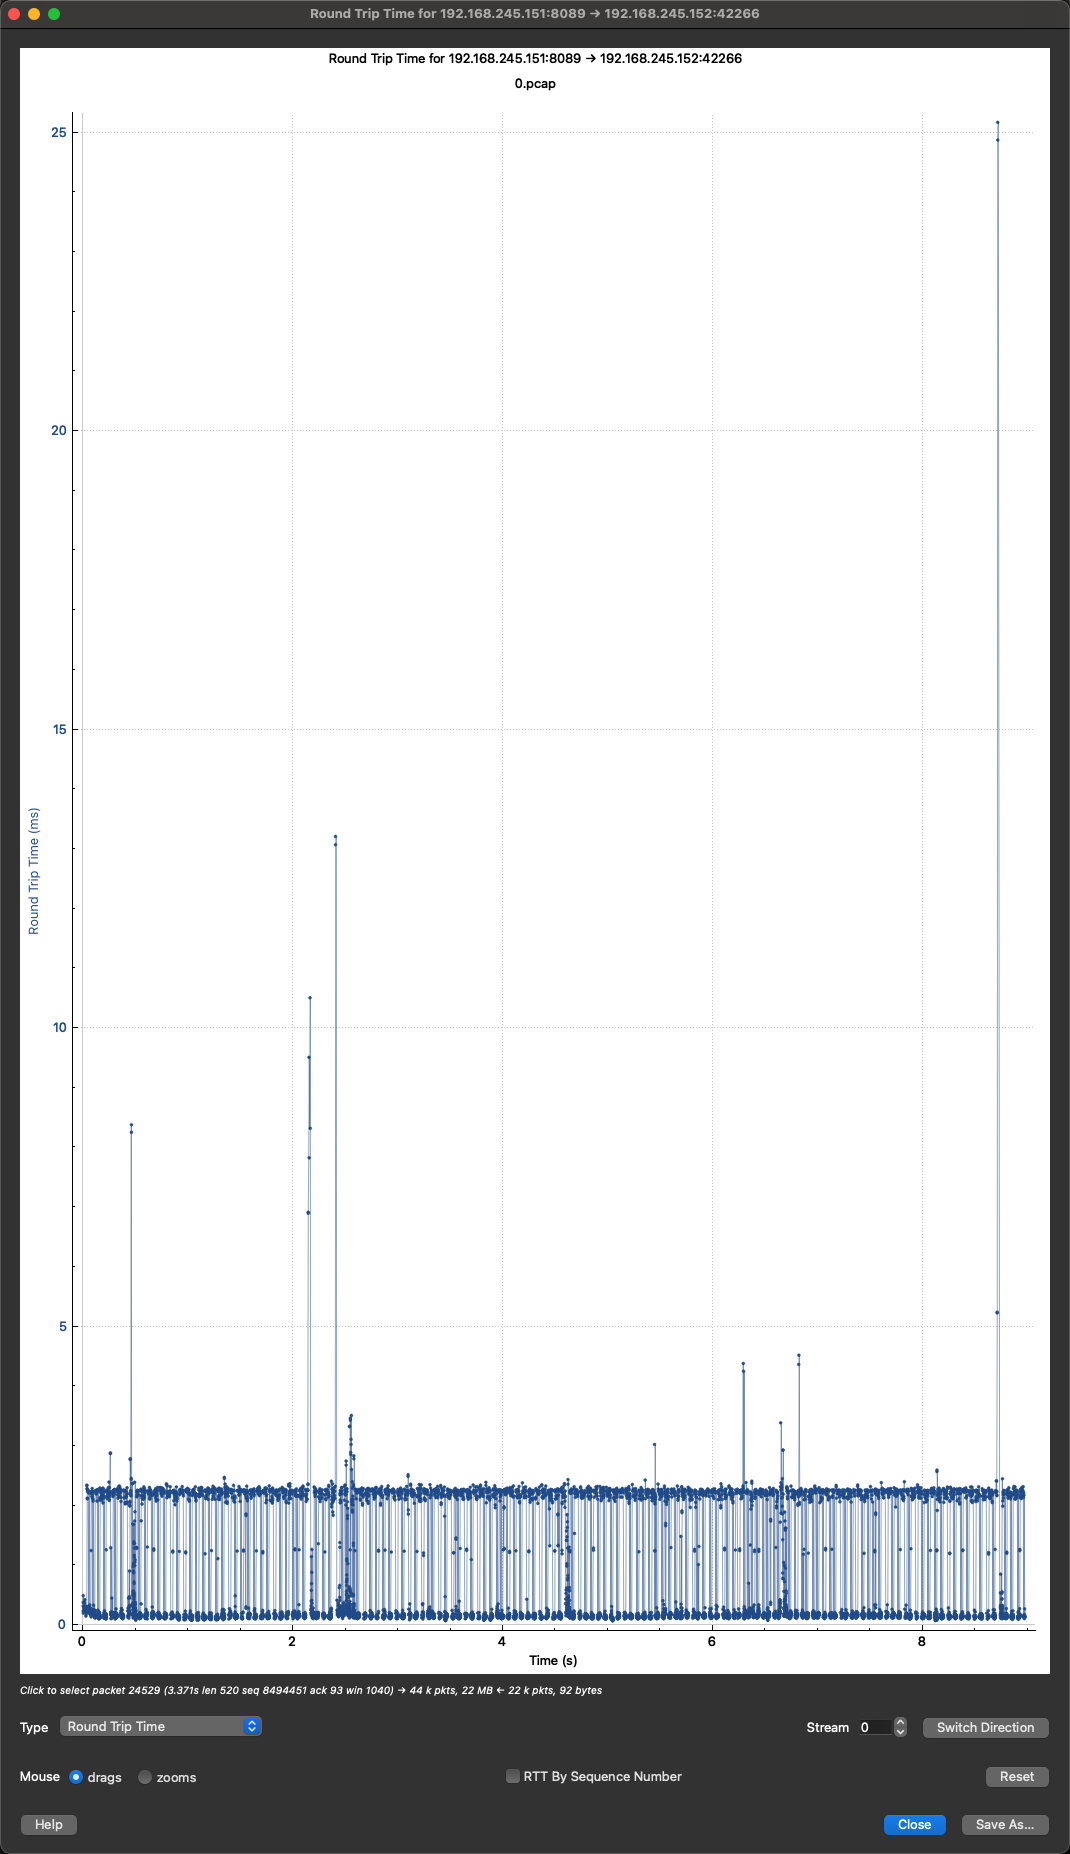 Round Trip Time for 192.168.245.151:8089 → 192.168.245.152:42266
Round Trip Time for 192.168.245.151:8089 → 192.168.245.152:42266
0.pcap
25
20
15
10
5
0
Round Trip Time (ms)
0 2 4 6 8
Time (s)
Click to select packet 24529 (3.371s len 520 seq 8494451 ack 93 win 1040) → 44 k pkts, 22 MB ← 22 k pkts, 92 bytes
Type Round Trip Time Stream 0 Switch Direction
Mouse drags zooms RTT By Sequence Number Reset
Help Close Save As...